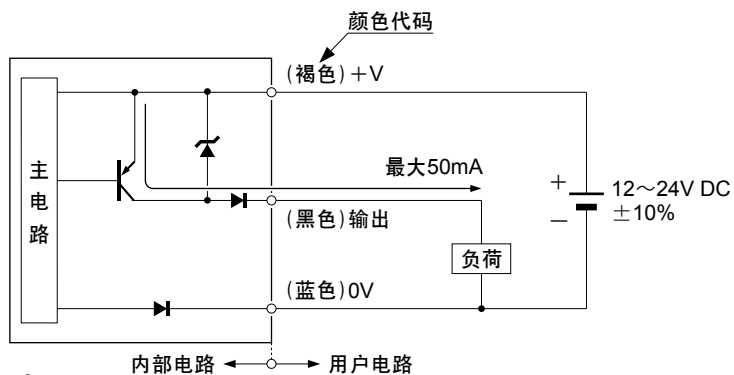 颜色代码
(褐色)+V
主电路
最大50mA
+
12～24V DC
−
±10%
(黑色)输出
负荷
(蓝色)0V
内部电路
用户电路